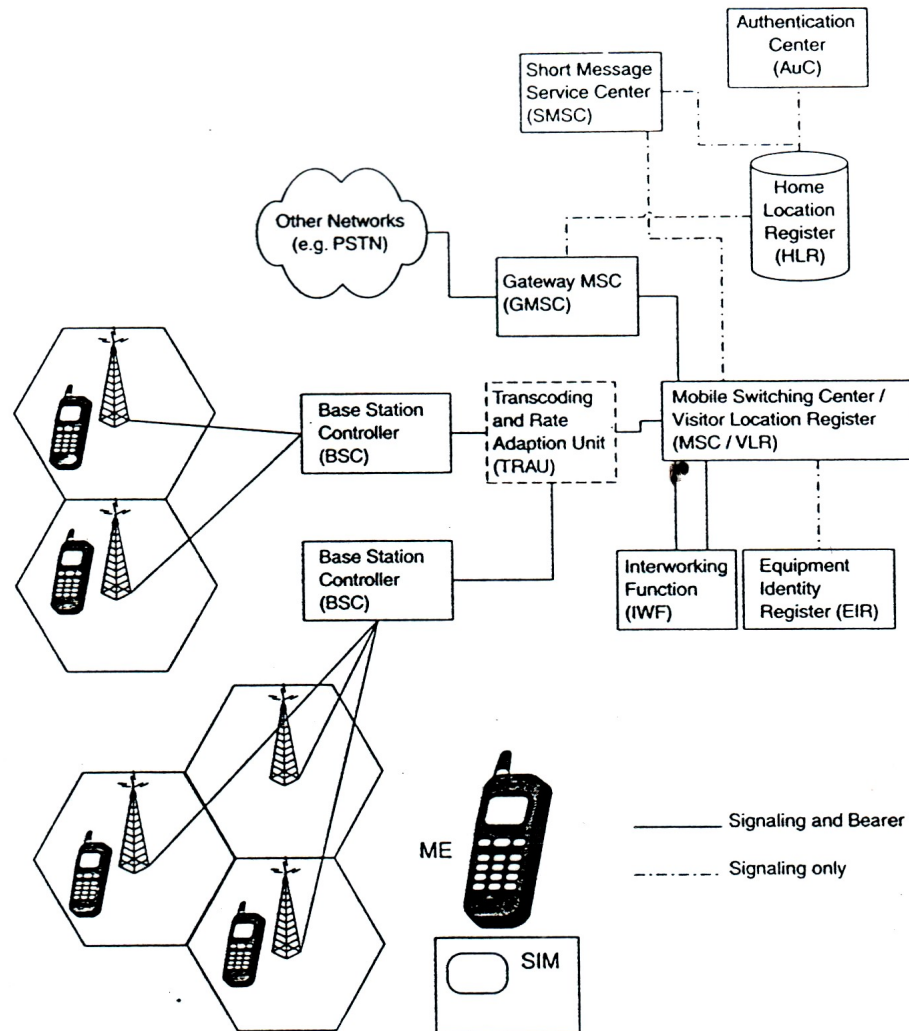 Authentication
Center
(AuC)
Short Message
Service Center
(SMSC)
Home
Location
Register
(HLR)
Other Networks
(e.g. PSTN)
Gateway MSC
(GMSC)
Base Station
Controller
(BSC)
Transcoding
and Rate
Adaption Unit
(TRAU)
Mobile Switching Center /
Visitor Location Register
(MSC / VLR)
Base Station
Controller
(BSC)
Interworking
Function
(IWF)
Equipment
Identity
Register (EIR)
ME
SIM
Signaling and Bearer
Signaling only